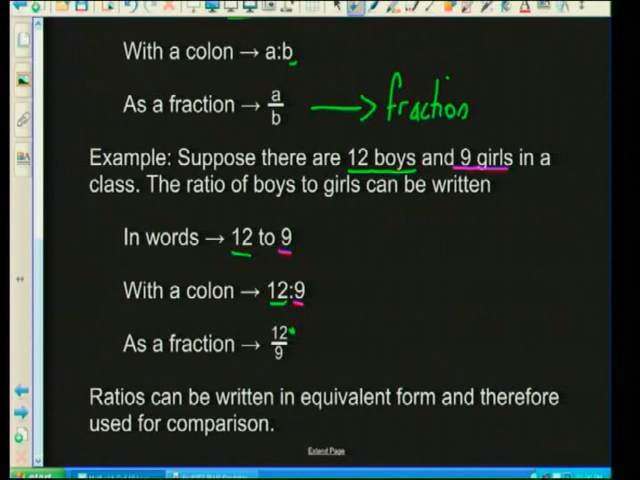 With a colon → a:b
As a fraction → a/b → fraction
Example: Suppose there are 12 boys and 9 girls in a
class. The ratio of boys to girls can be written
In words → 12 to 9
With a colon → 12:9
As a fraction → 12/9
Ratios can be written in equivalent form and therefore
used for comparison.
Extend Page
start